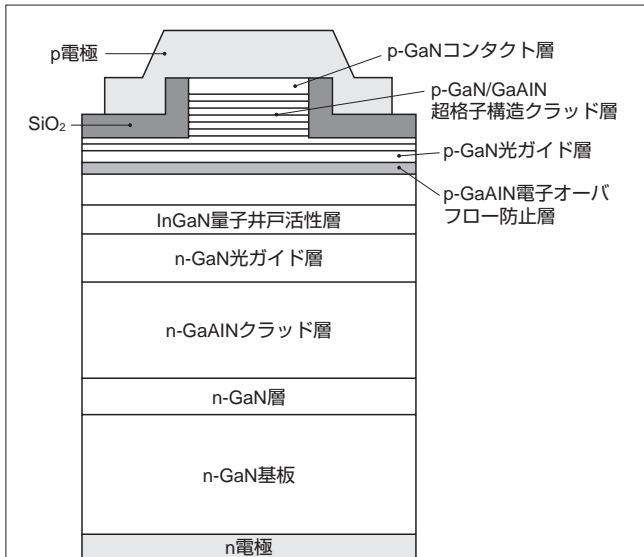 p電極
p-GaNコンタクト層
p-GaN/GaAlN
超格子構造クラッド層
SiO₂
p-GaN光ガイド層
p-GaAlN電子オーバ
フロー防止層
InGaN量子井戸活性層
n-GaN光ガイド層
n-GaAlNクラッド層
n-GaN層
n-GaN基板
n電極